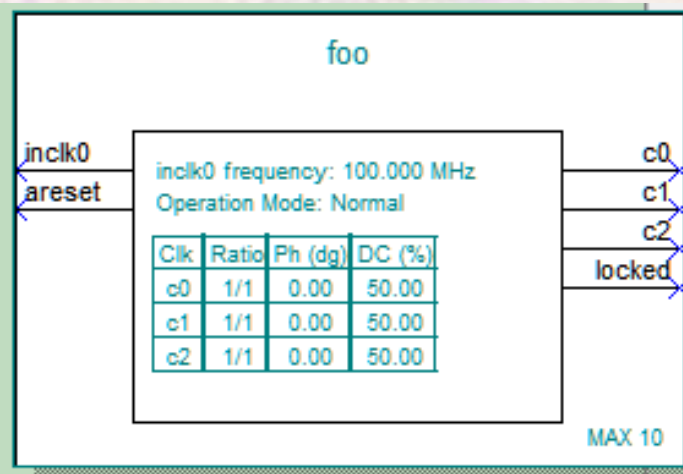 foo
inclk0
areset
inclk0 frequency: 100.000 MHz
Operation Mode: Normal
Clk Ratio Ph (dg) DC (%)
c0 1/1 0.00 50.00
c1 1/1 0.00 50.00
c2 1/1 0.00 50.00
c0
c1
c2
locked
MAX 10